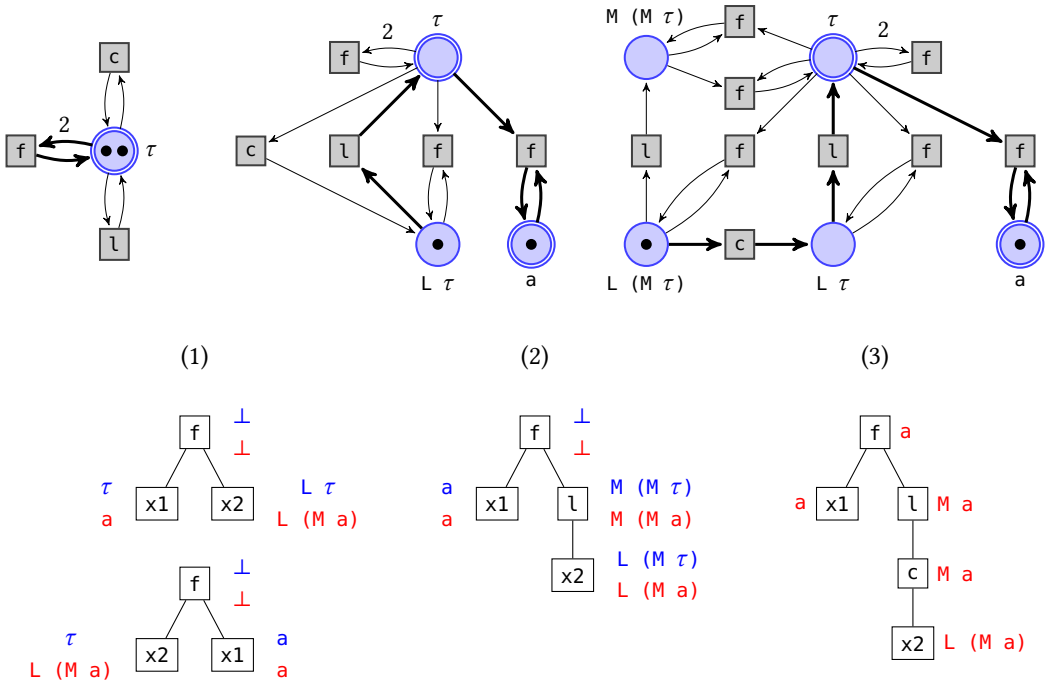 c
2
f
τ
l
τ
2
f
c
l
f
f
L τ
a
M (M τ)
f
τ
2
f
f
l
f
l
f
f
c
L (M τ)
L τ
a
(1)
(2)
(3)
f
⊥
⊥
τ
a
x1
x2
L τ
L (M a)
f
⊥
⊥
τ
L (M a)
x2
x1
a
a
f
⊥
⊥
a
a
x1
l
M (M τ)
M (M a)
x2
L (M τ)
L (M a)
f
a
a
x1
l
M a
c
M a
x2
L (M a)